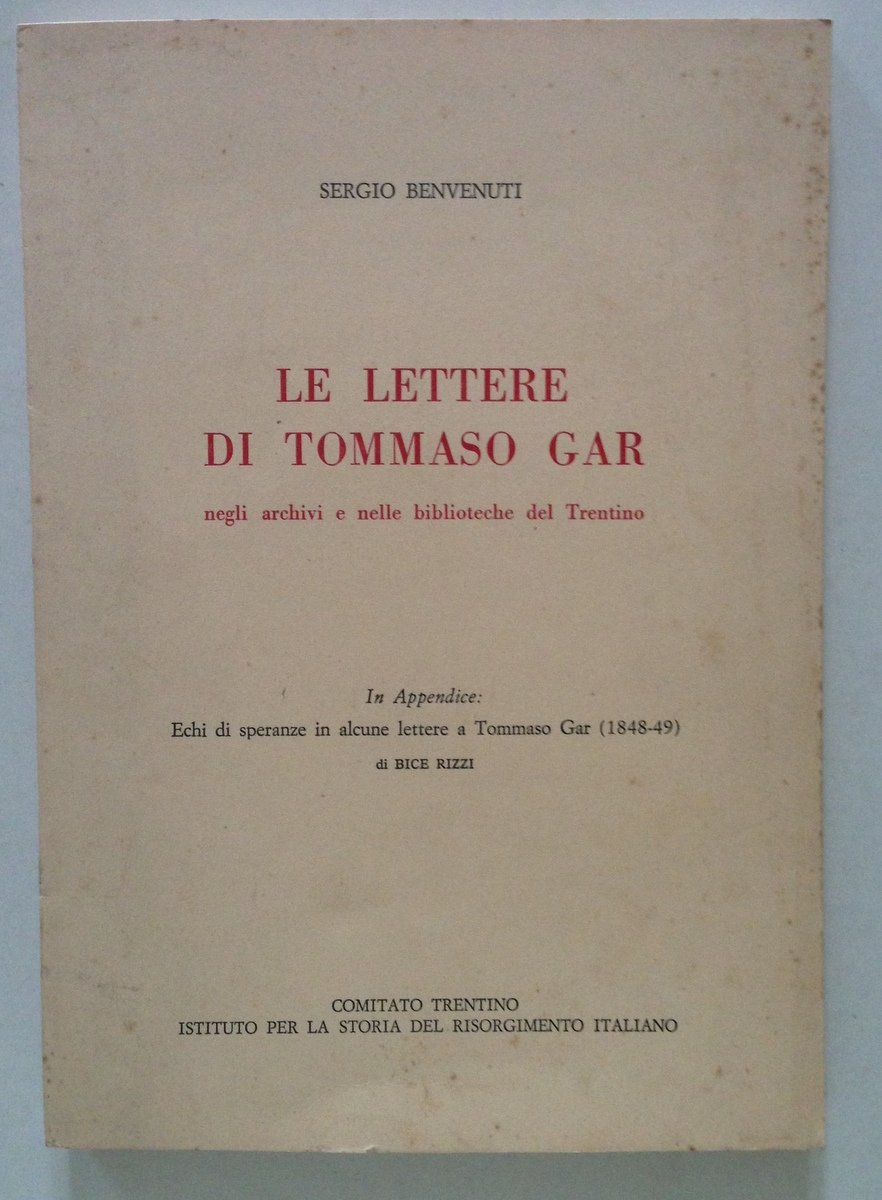 SERGIO BENVENUTI
LE LETTERE
DI TOMMASO GAR
negli archivi e nelle biblioteche del Trentino
In Appendice:
Echi di speranze in alcune lettere a Tommaso Gar (1848-49)
di BICE RIZZI
COMITATO TRENTINO
ISTITUTO PER LA STORIA DEL RISORGIMENTO ITALIANO